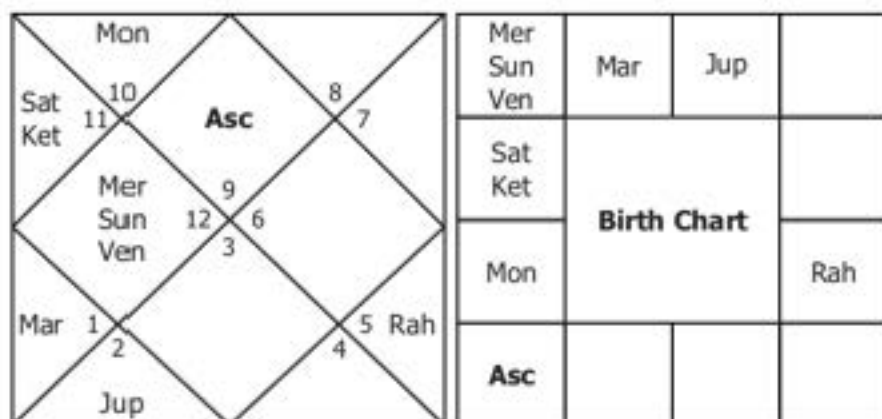 Mon
10
Sat
Ket
11
Asc
8
7
Mer
Sun
Ven
9
12
6
3
Mar
1
2
5
Rah
4
Jup
Mer
Sun
Ven
Mar
Jup
Sat
Ket
Birth Chart
Mon
Rah
Asc